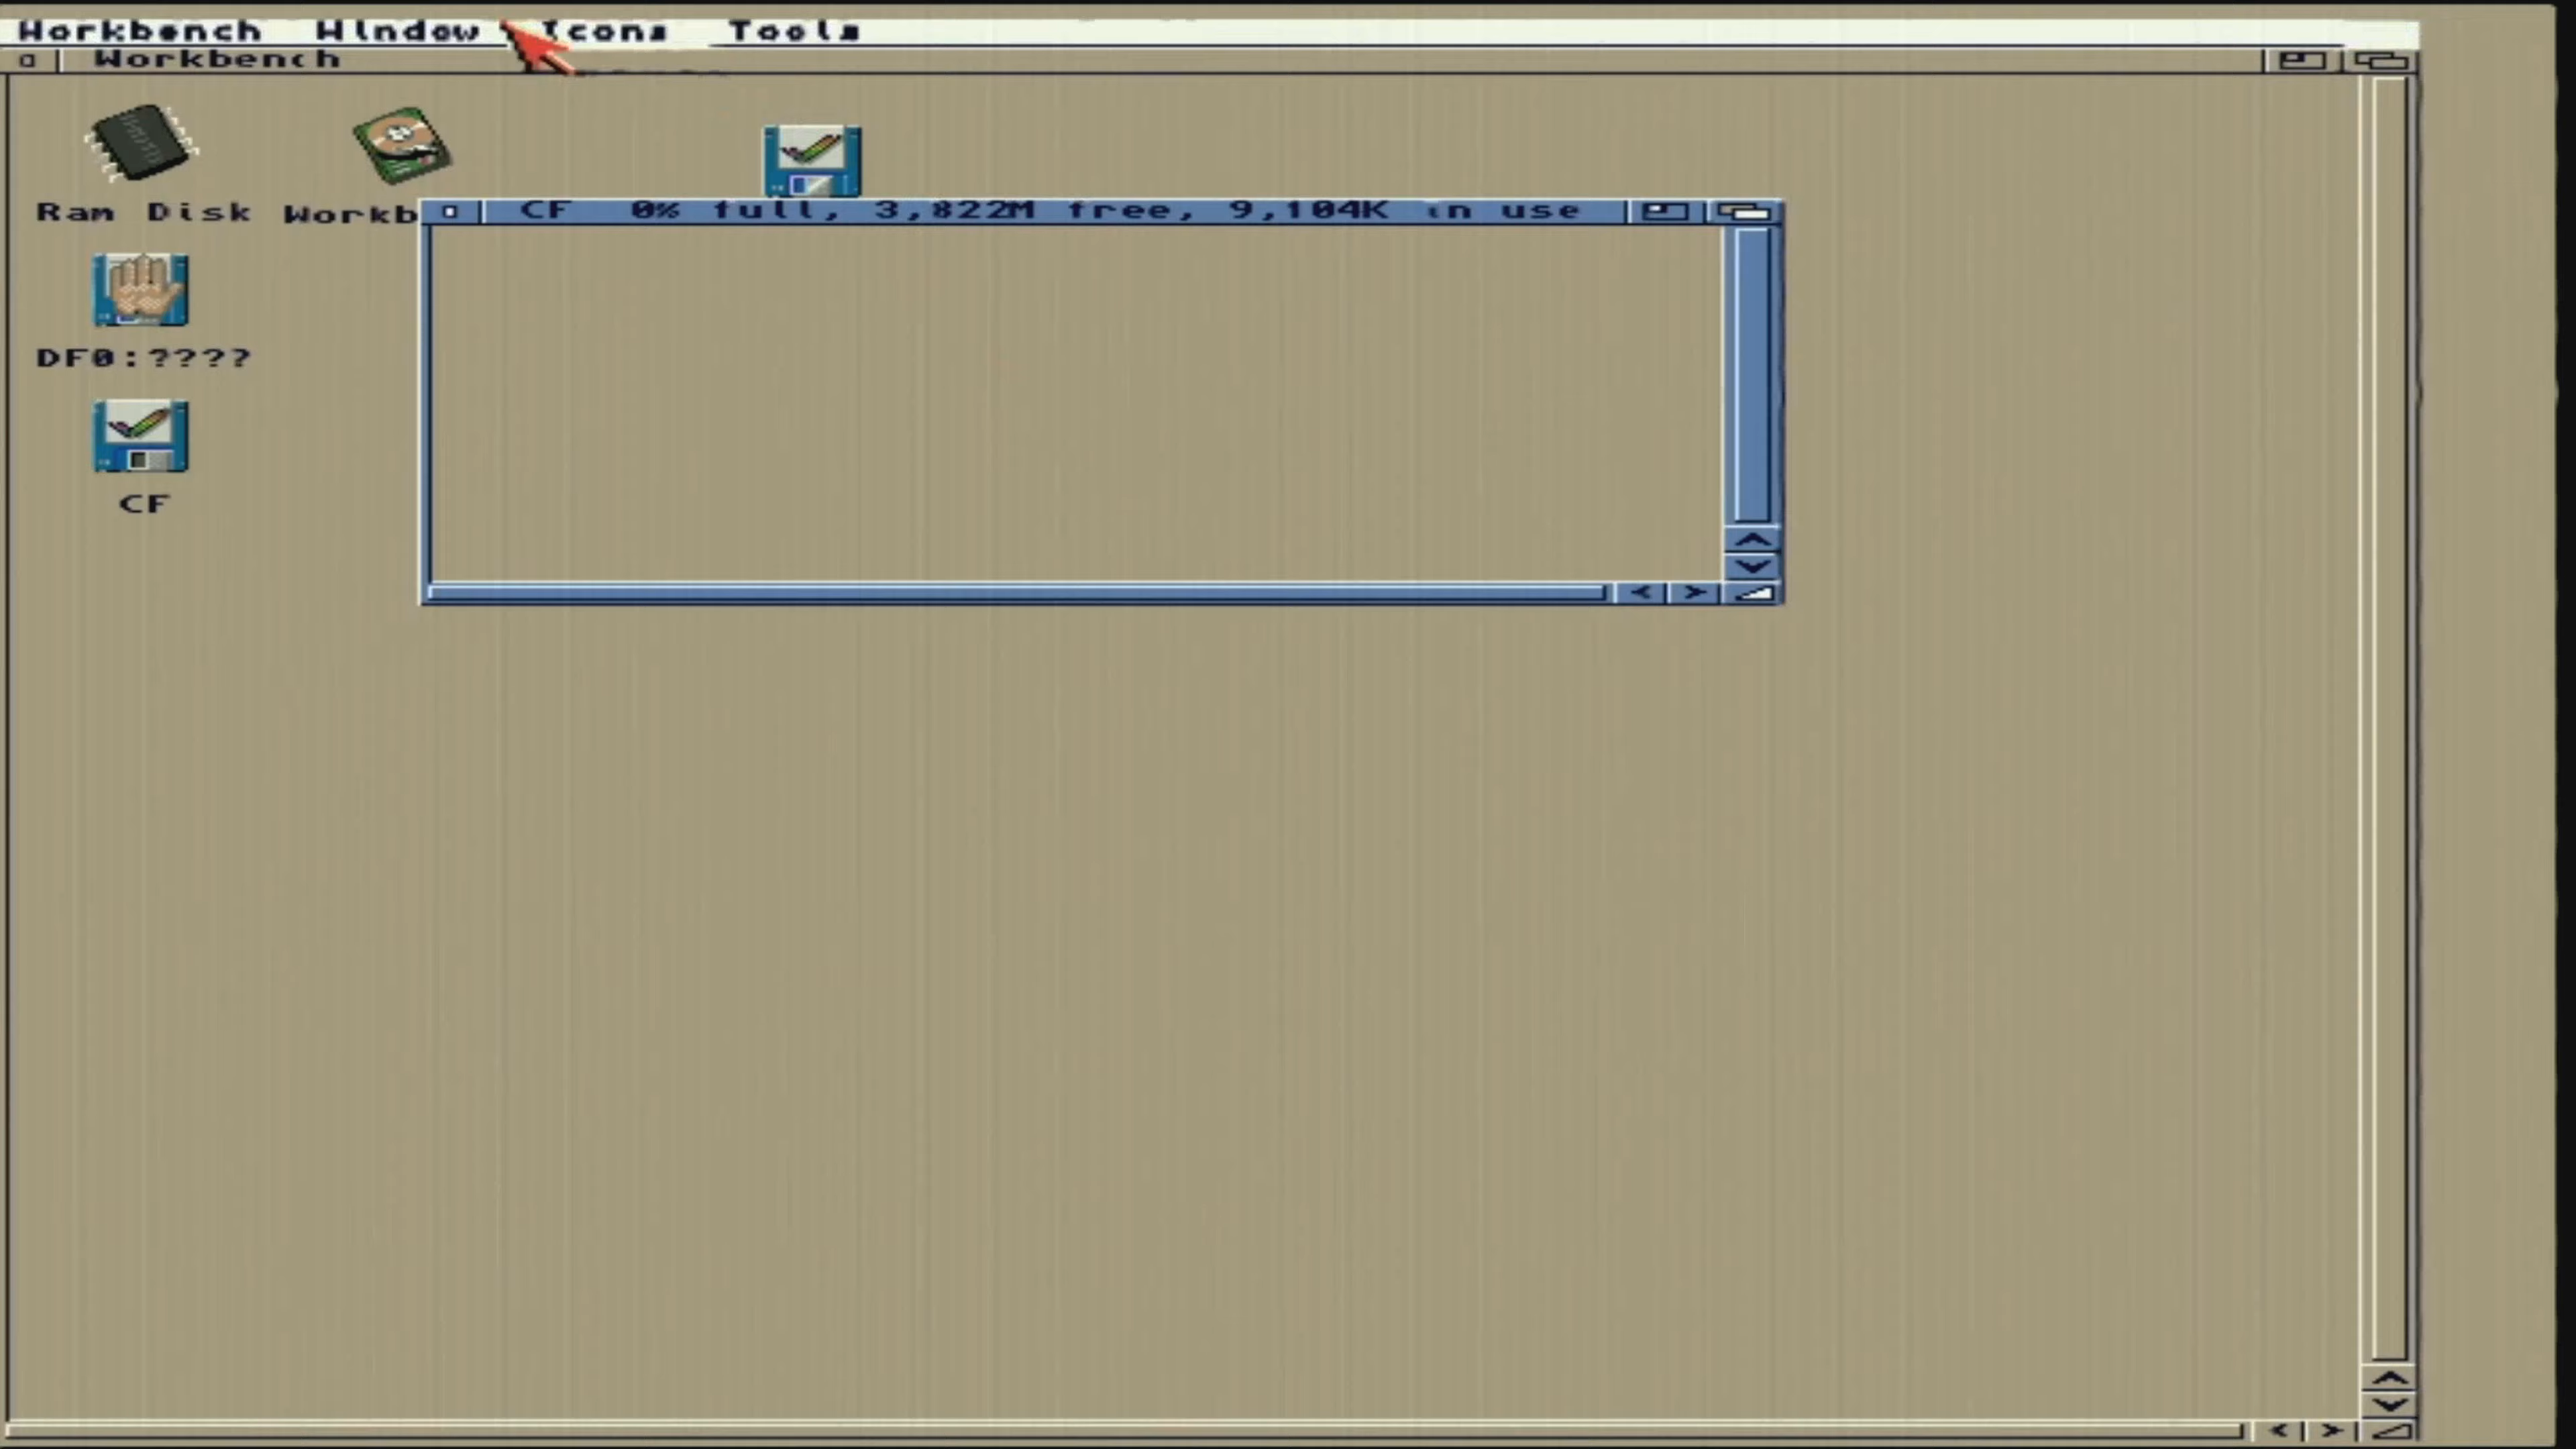 Workbench Window Icons Tools
Workbench
Ram Disk Workb
CF 0% full, 3,822M free, 9,104K in use
DF0:????
CF